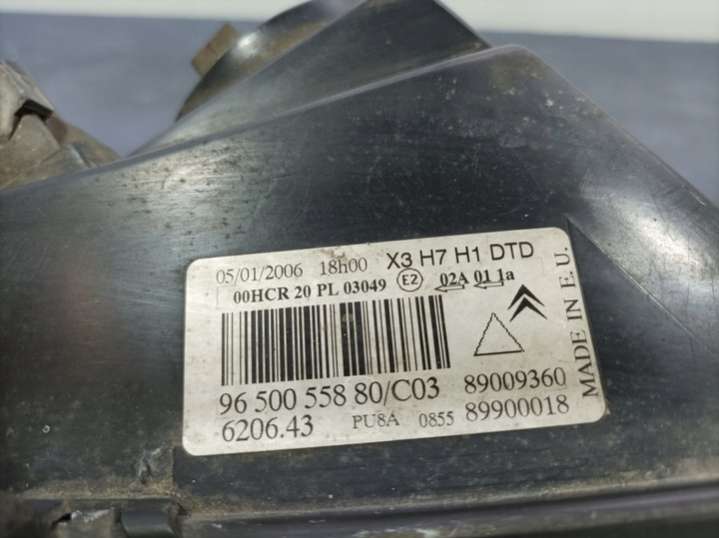 05/01/2006 18h00 X3 H7 H1 DTD
00HCR 20 PL 03049 E2 02A 01 1a
96 500 558 80/C03 89009360
6206.43 PU8A 0855 89900018
MADE IN E.U.